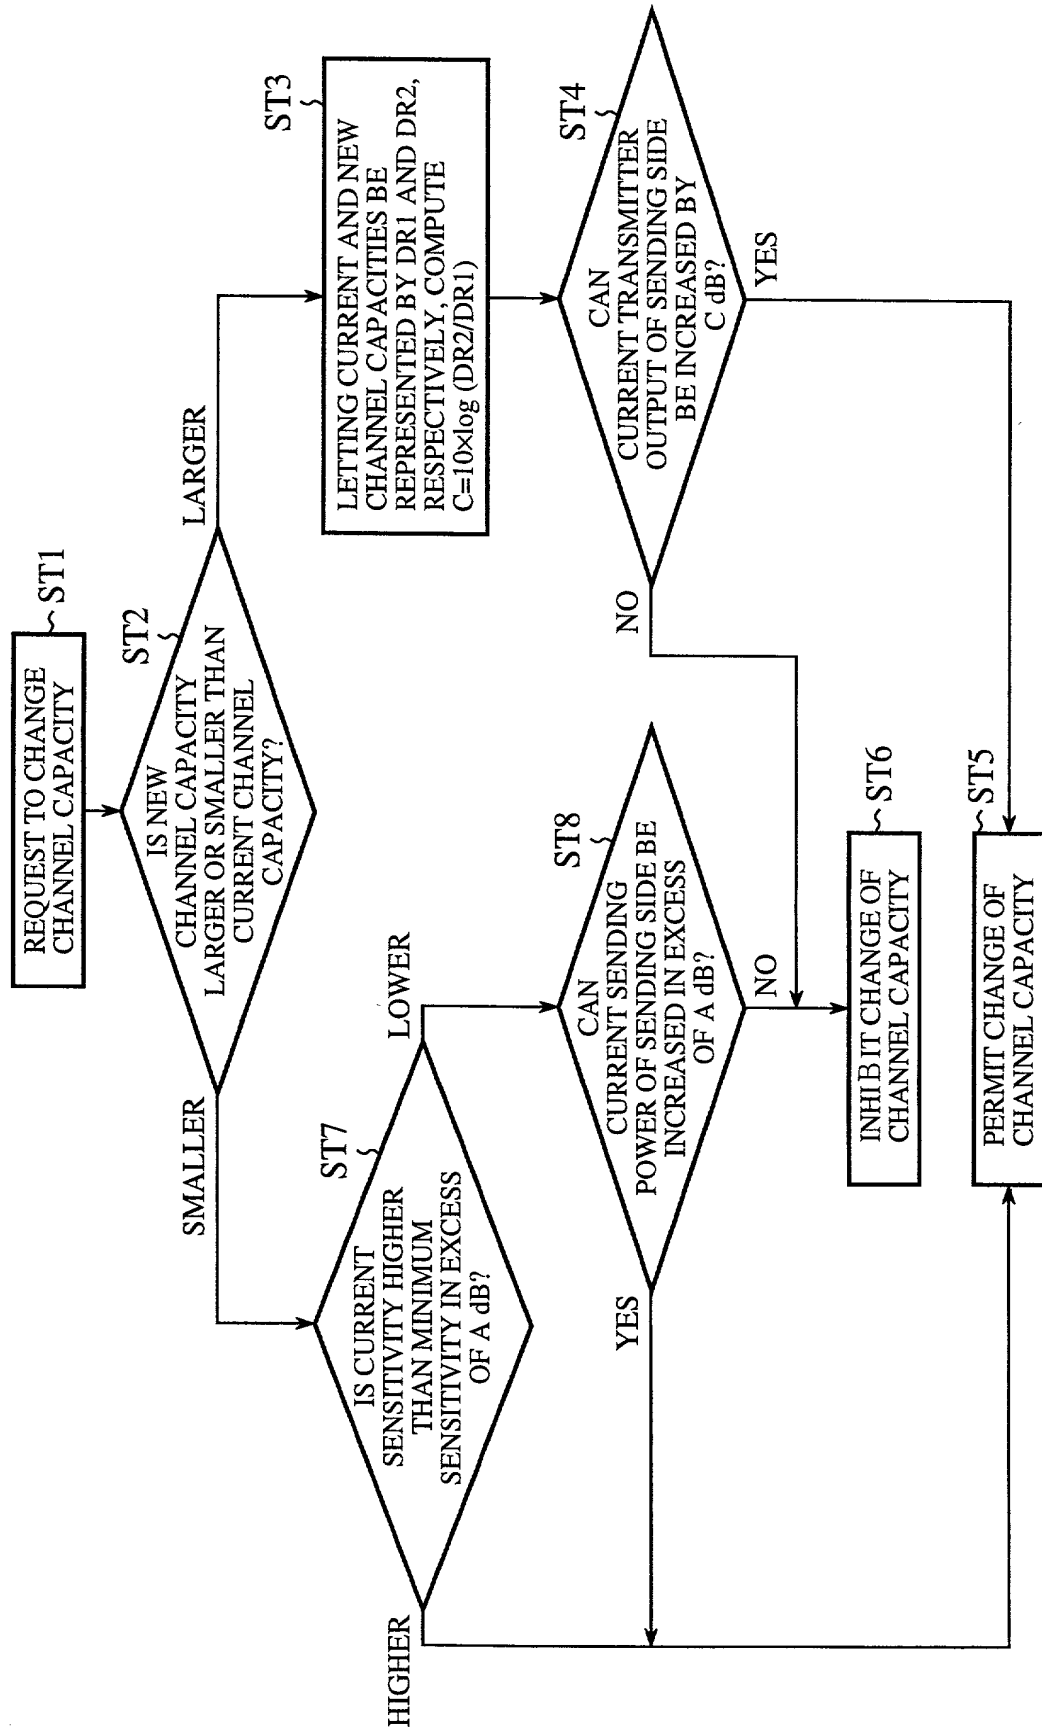 REQUEST TO CHANGE
CHANNEL CAPACITY
ST1
ST2
IS NEW
CHANNEL CAPACITY
LARGER OR SMALLER THAN
CURRENT CHANNEL
CAPACITY?
SMALLER
LARGER
ST7
IS CURRENT
SENSITIVITY HIGHER
THAN MINIMUM
SENSITIVITY IN EXCESS
OF A dB?
HIGHER
LOWER
ST3
LETTING CURRENT AND NEW
CHANNEL CAPACITIES BE
REPRESENTED BY DR1 AND DR2,
RESPECTIVELY, COMPUTE
C=10×log (DR2/DR1)
ST8
CAN
CURRENT SENDING
POWER OF SENDING SIDE BE
INCREASED IN EXCESS
OF A dB?
YES
NO
ST4
CAN
CURRENT TRANSMITTER
OUTPUT OF SENDING SIDE
BE INCREASED BY
C dB?
NO
YES
INHIBIT CHANGE OF
CHANNEL CAPACITY
ST6
PERMIT CHANGE OF
CHANNEL CAPACITY
ST5